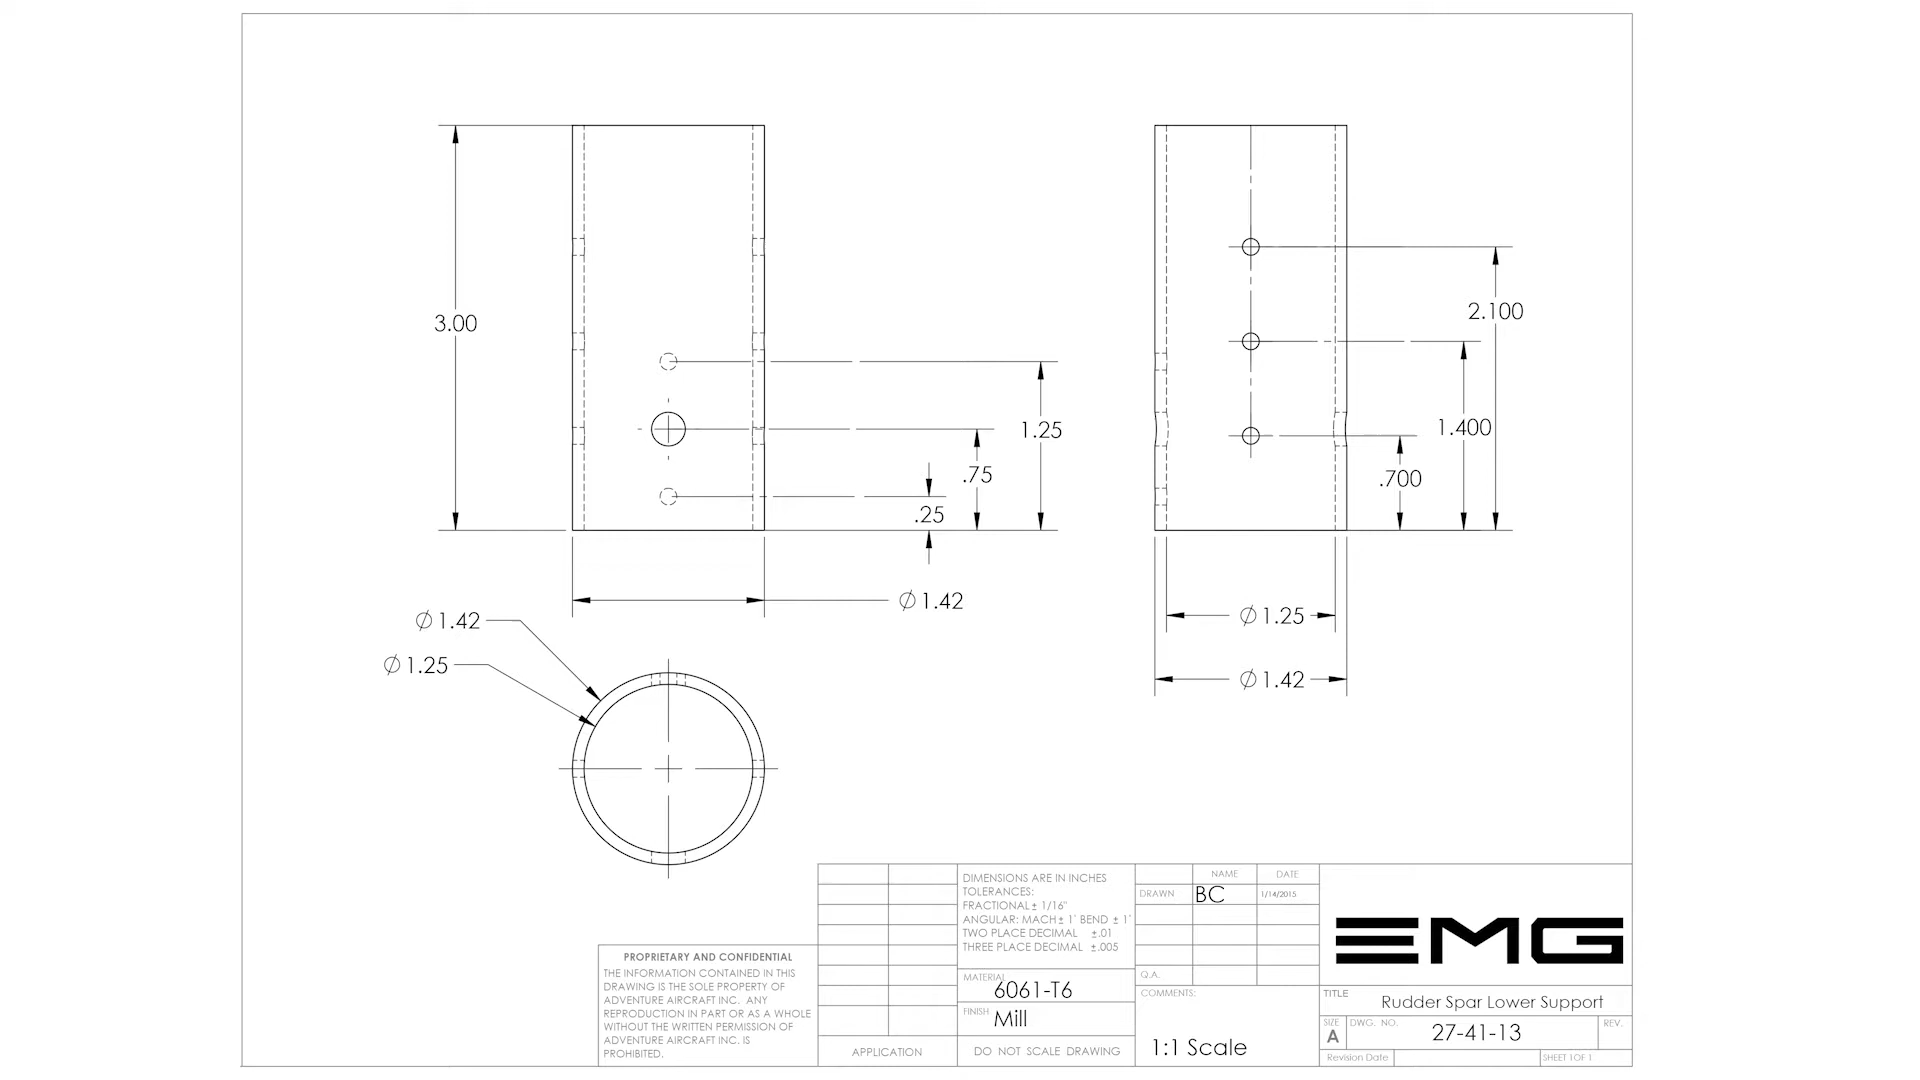 3.00
1.25
.75
.25
⌀1.42
2.100
1.400
.700
⌀1.25
⌀1.42
⌀1.42
⌀1.25
PROPRIETARY AND CONFIDENTIAL
THE INFORMATION CONTAINED IN THIS
DRAWING IS THE SOLE PROPERTY OF
ADVENTURE AIRCRAFT INC. ANY
REPRODUCTION IN PART OR AS A WHOLE
WITHOUT THE WRITTEN PERMISSION OF
ADVENTURE AIRCRAFT INC. IS
PROHIBITED.
APPLICATION
DIMENSIONS ARE IN INCHES
TOLERANCES:
FRACTIONAL± 1/16"
ANGULAR: MACH± 1' BEND ± 1'
TWO PLACE DECIMAL ±.01
THREE PLACE DECIMAL ±.005
MATERIAL
6061-T6
FINISH
Mill
DO NOT SCALE DRAWING
NAME DATE
DRAWN BC 1/14/2015
Q.A.
COMMENTS:
1:1 Scale
EMG
TITLE
Rudder Spar Lower Support
SIZE DWG. NO. REV.
A 27-41-13
Revision Date SHEET 1OF 1